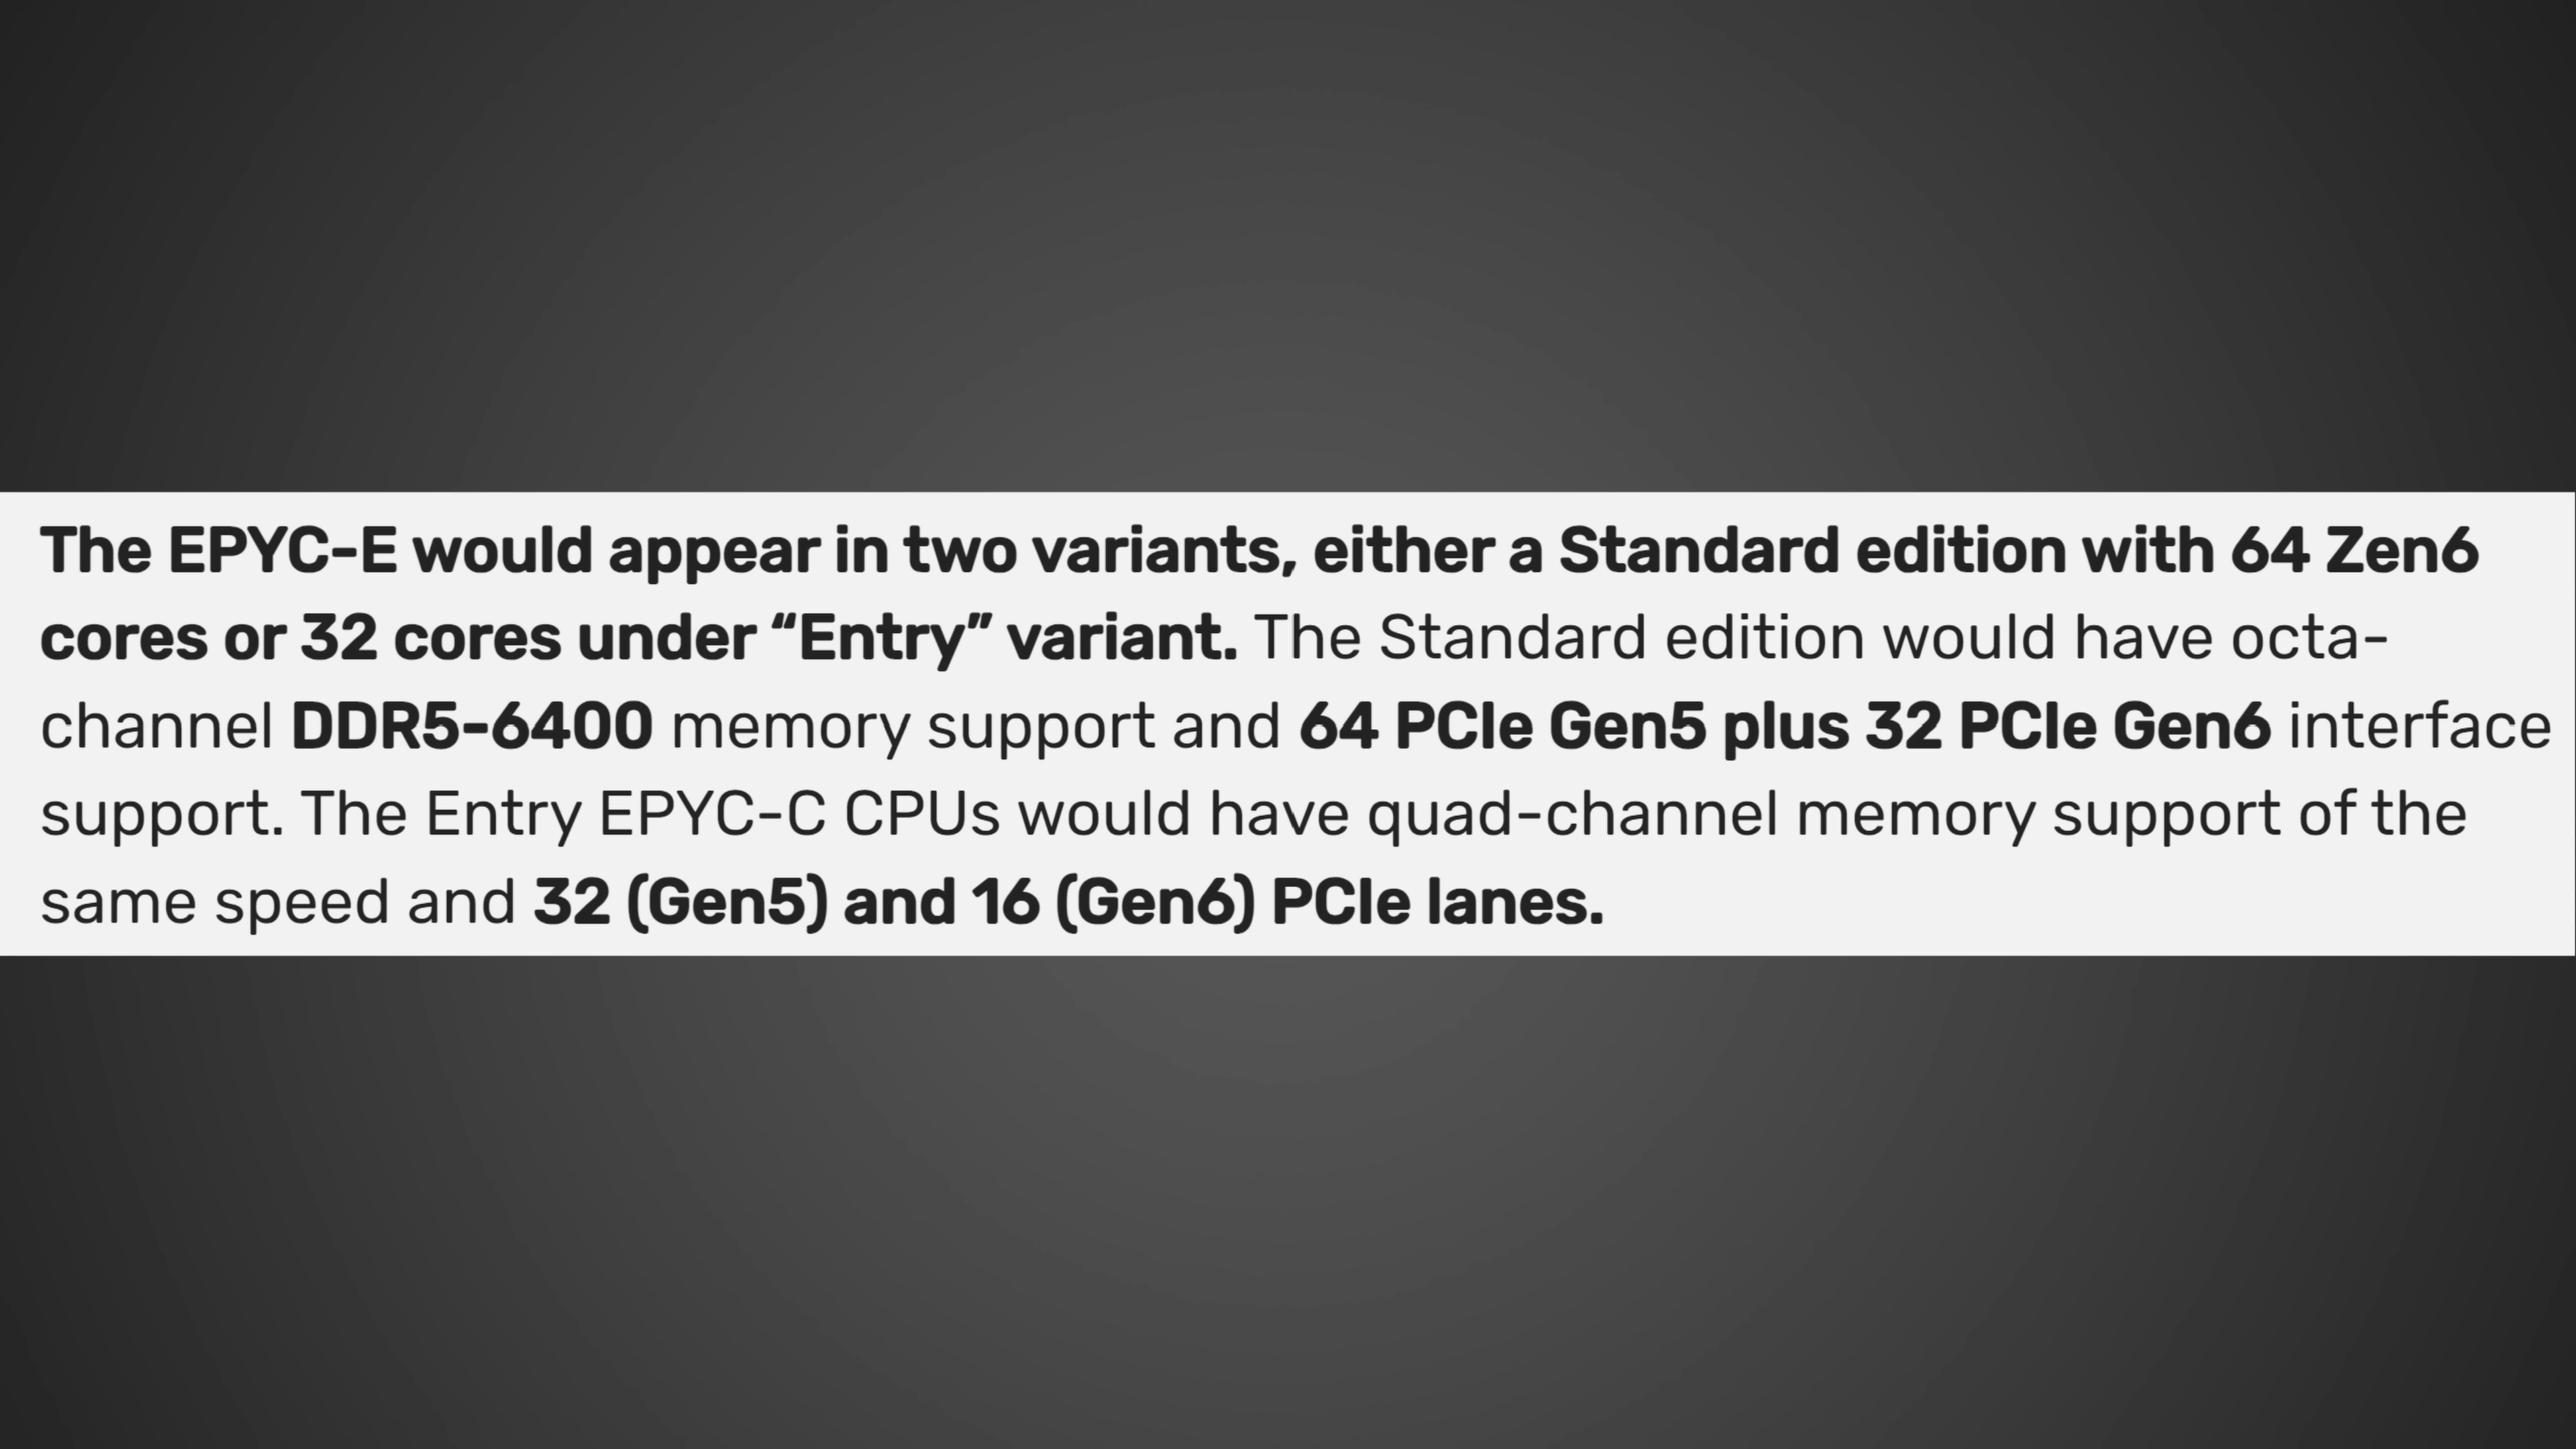 The EPYC-E would appear in two variants, either a Standard edition with 64 Zen6
cores or 32 cores under “Entry” variant. The Standard edition would have octa-
channel DDR5-6400 memory support and 64 PCIe Gen5 plus 32 PCIe Gen6 interface
support. The Entry EPYC-C CPUs would have quad-channel memory support of the
same speed and 32 (Gen5) and 16 (Gen6) PCIe lanes.